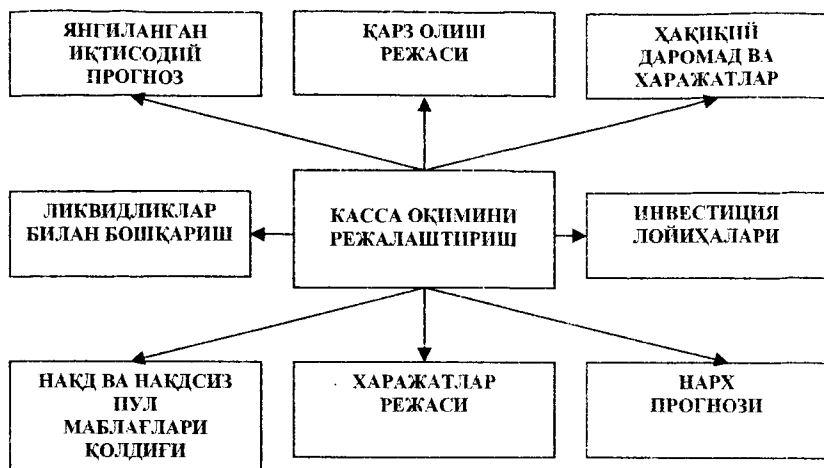 ЯНГИЛАНГАН
ИҚТИСОДИЙ
ПРОГНОЗ
ҚАРЗ ОЛИШ
РЕЖАСИ
ҲАҚИҚИЙ
ДАРОМАД ВА
ХАРАЖАТЛАР
ЛИКВИДЛИКЛАР
БИЛАН БОШҚАРИШ
КАССА ОҚИМИНИ
РЕЖАЛАШТИРИШ
ИНВЕСТИЦИЯ
ЛОЙИҲАЛАРИ
НАҚД ВА НАҚДСИЗ
ПУЛ
МАБЛАҒЛАРИ
ҚОЛДИҒИ
ХАРАЖАТЛАР
РЕЖАСИ
НАРХ
ПРОГНОЗИ